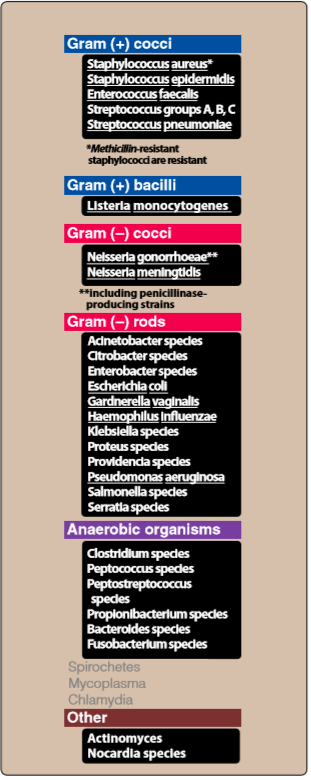 Gram (+) cocci
Staphylococcus aureus*
Staphylococcus epidermidis
Enterococcus faecalis
Streptococcus groups A, B, C
Streptococcus pneumoniae
*Methicillin-resistant
staphylococci are resistant
Gram (+) bacilli
Listeria monocytogenes
Gram (–) cocci
Neisseria gonorrhoeae**
Neisseria meningtidis
**including penicillinase-
producing strains
Gram (–) rods
Acinetobacter species
Citrobacter species
Enterobacter species
Escherichia coli
Gardnerella vaginalis
Haemophilus influenzae
Klebsiella species
Proteus species
Providencia species
Pseudomonas aeruginosa
Salmonella species
Serratia species
Anaerobic organisms
Clostridium species
Peptococcus species
Peptostreptococcus
species
Propionibacterium species
Bacteroides species
Fusobacterium species
Spirochetes
Mycoplasma
Chlamydia
Other
Actinomyces
Nocardia species